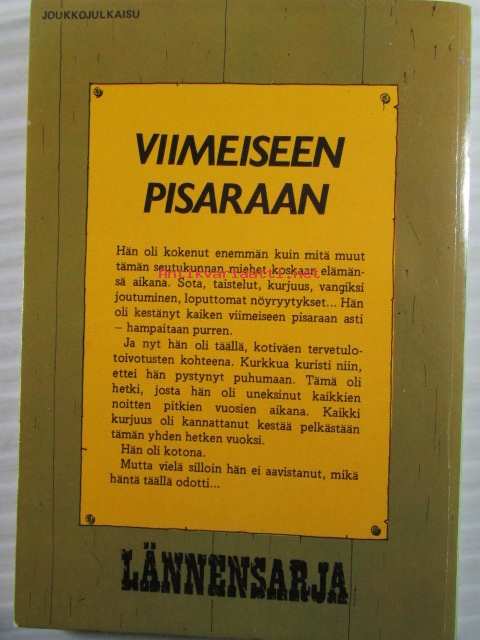 JOUKKOJULKAISU
VIIMEISEEN
PISARAAN
Hän oli kokenut enemmän kuin mitä muut
tämän seutukunnan miehet koskaan elämän-
Antikvariaatti.net
sä aikana. Sota, taistelut, kurjuus, vangiksi
joutuminen, loputtomat nöyryytykset... Hän
oli kestänyt kaiken viimeiseen pisaraan asti
– hampaitaan purren.
Ja nyt hän oli täällä, kotiväen tervetulo-
toivotusten kohteena. Kurkkua kuristi niin,
ettei hän pystynyt puhumaan. Tämä oli
hetki, josta hän oli uneksinut kaikkien
noitten pitkien vuosien aikana. Kaikki
kurjuus oli kannattanut kestää pelkästään
tämän yhden hetken vuoksi.
Hän oli kotona.
Mutta vielä silloin hän ei aavistanut, mikä
häntä täällä odotti...
LÄNNENSARJA